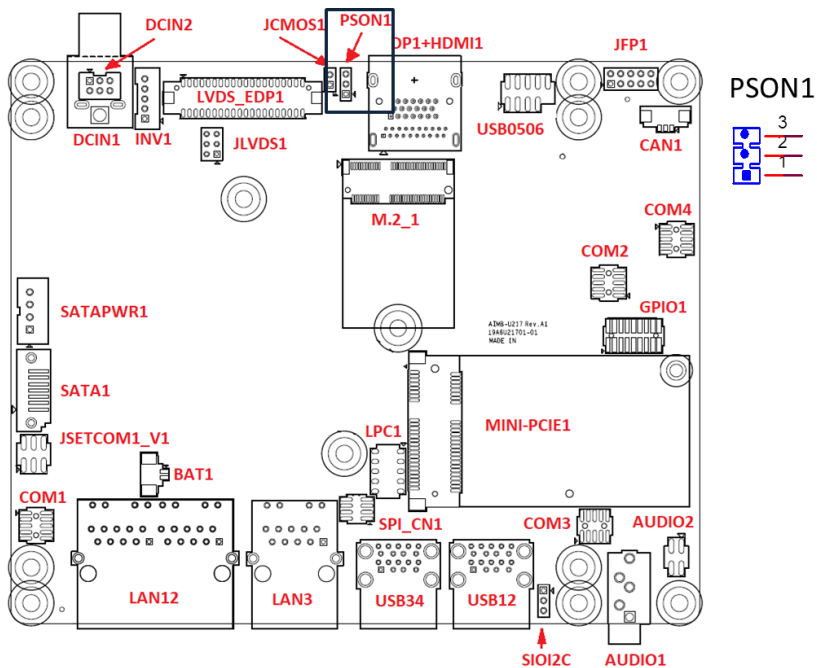 DCIN2
JCMOS1
PSON1
DP1+HDMI1
JFP1
LVDS_EDP1
PSON1
DCIN1
INV1
JLVDS1
USB0506
CAN1
3
2
1
M.2_1
COM4
COM2
SATAPWR1
GPIO1
AIMB-U217 Rev.A1
19A6U21701-01
MADE IN
SATA1
JSETCOM1_V1
LPC1
MINI-PCIE1
BAT1
COM1
SPI_CN1
COM3
AUDIO2
LAN12
LAN3
USB34
USB12
SIOI2C
AUDIO1